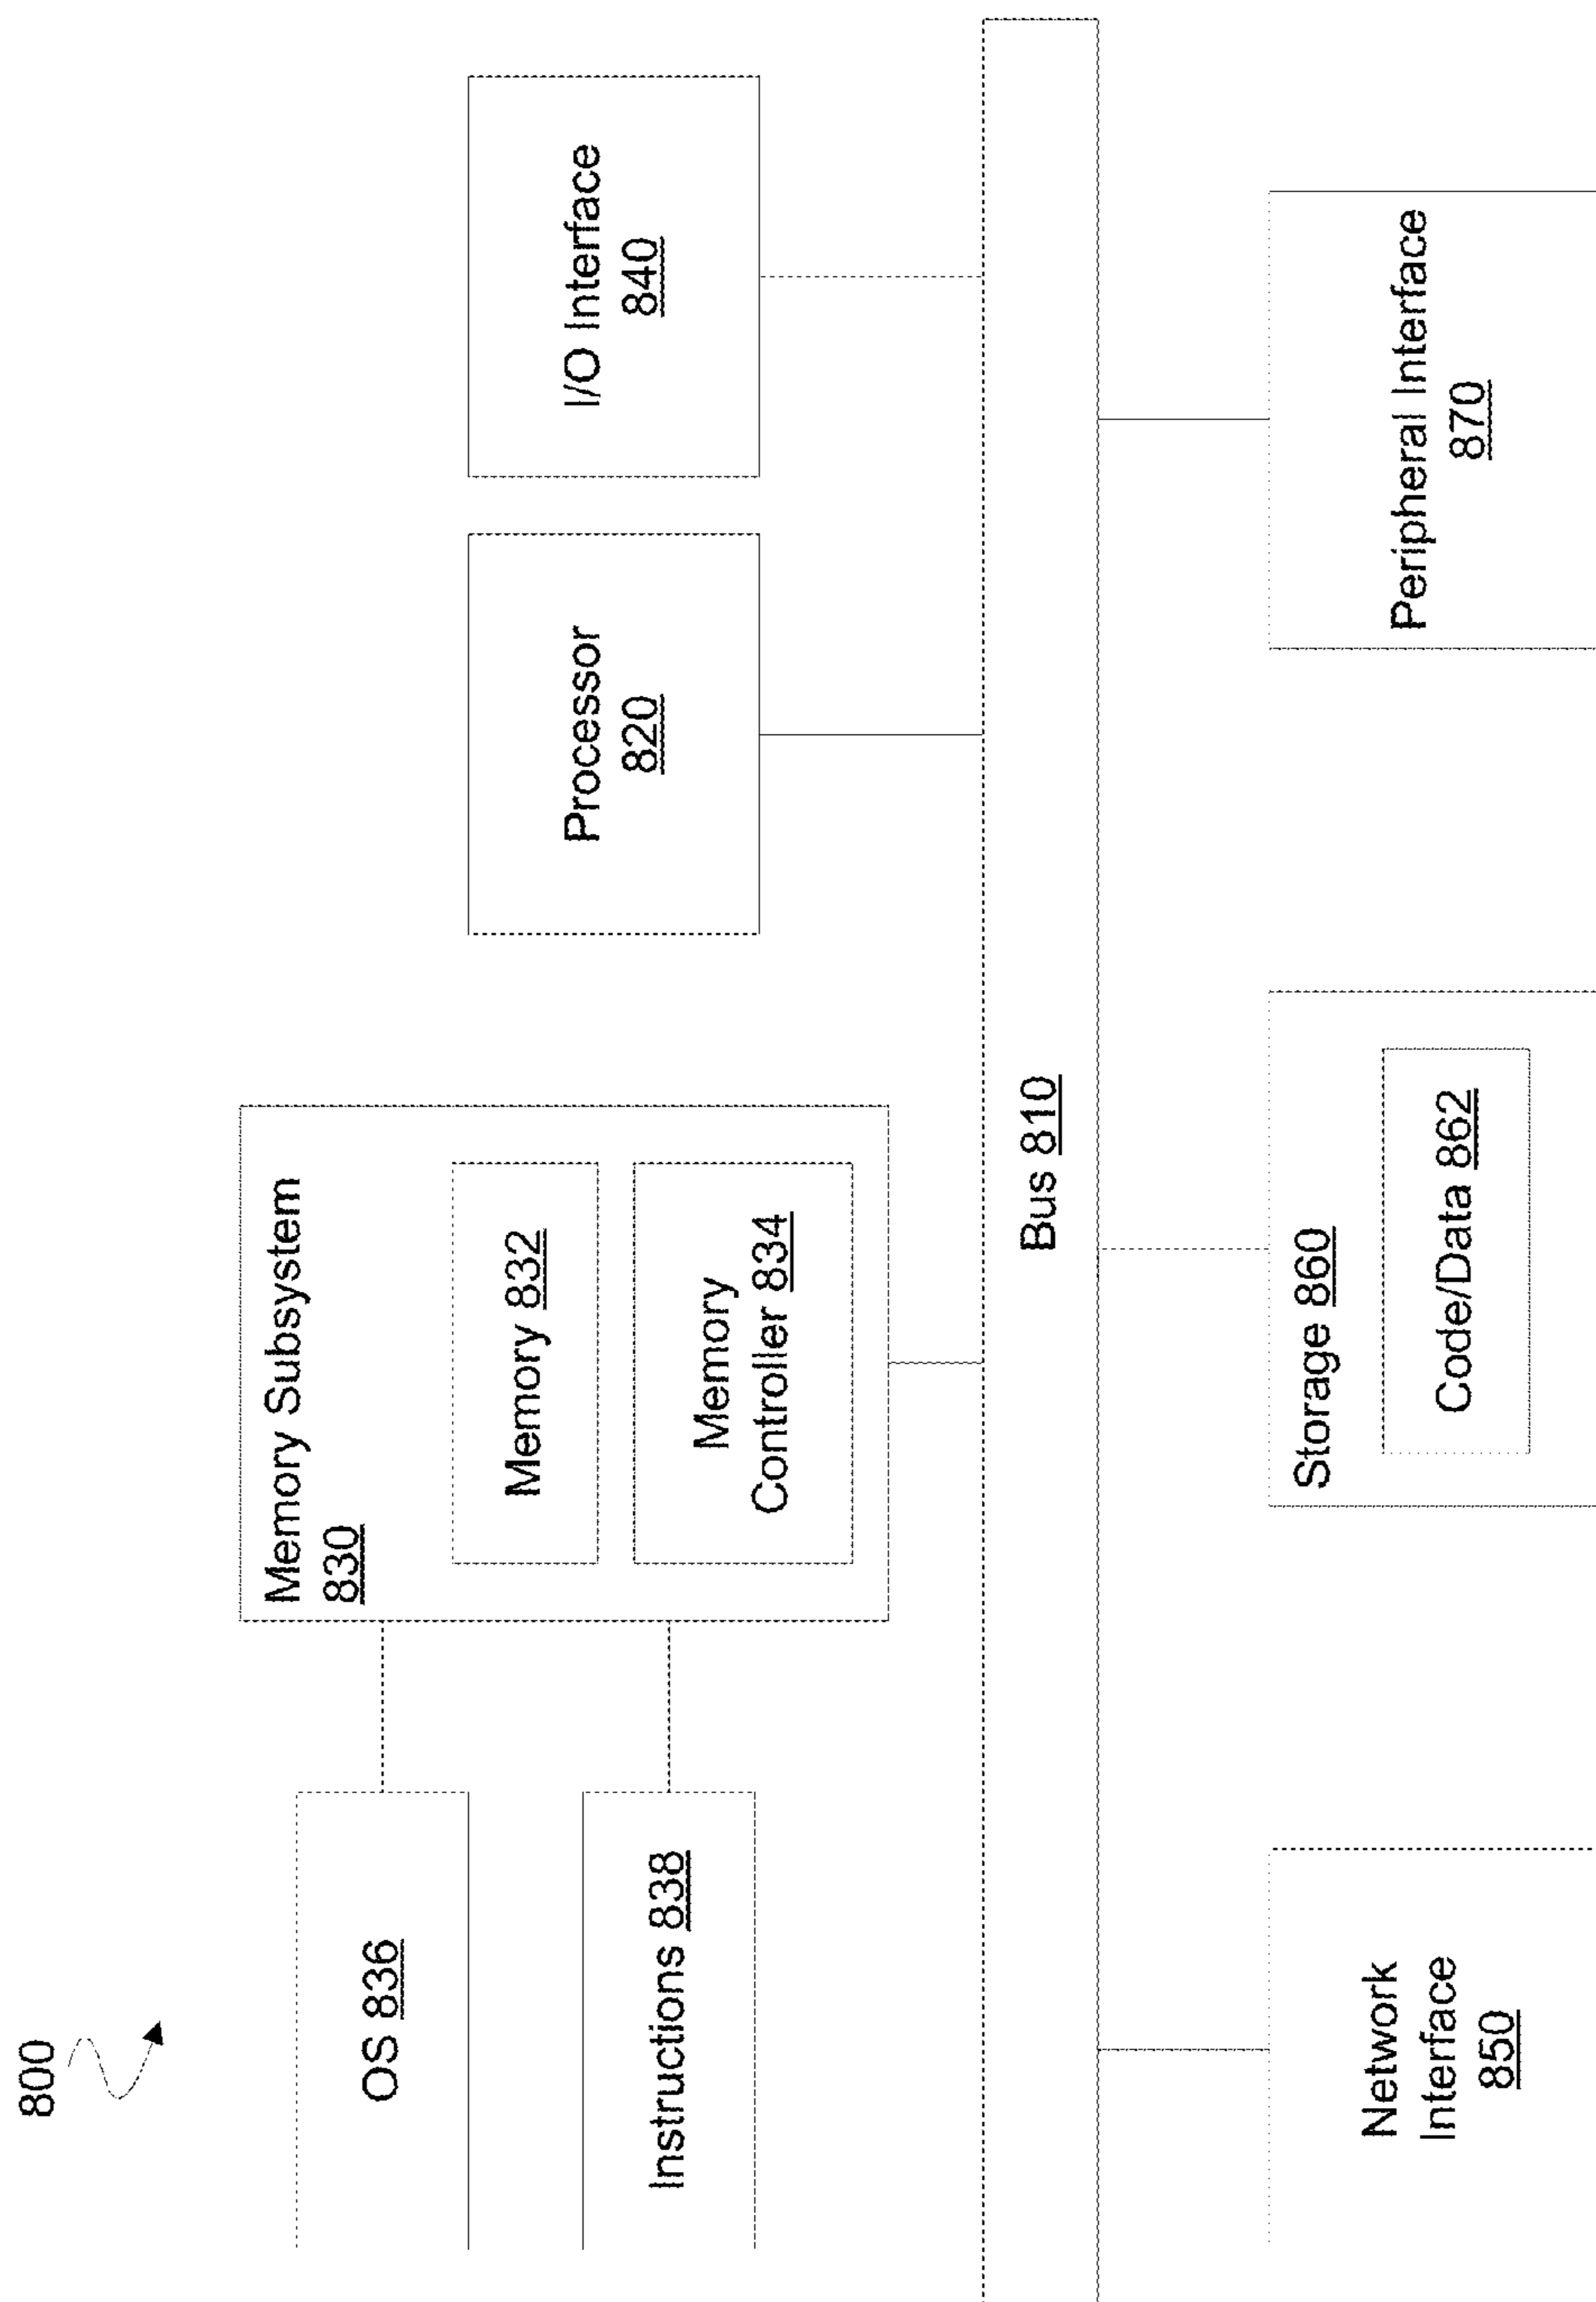 800
OS 836
Instructions 838
Memory Subsystem
830
Memory 832
Memory
Controller 834
Processor
820
I/O Interface
840
Bus 810
Network
Interface
850
Storage 860
Code/Data 862
Peripheral Interface
870